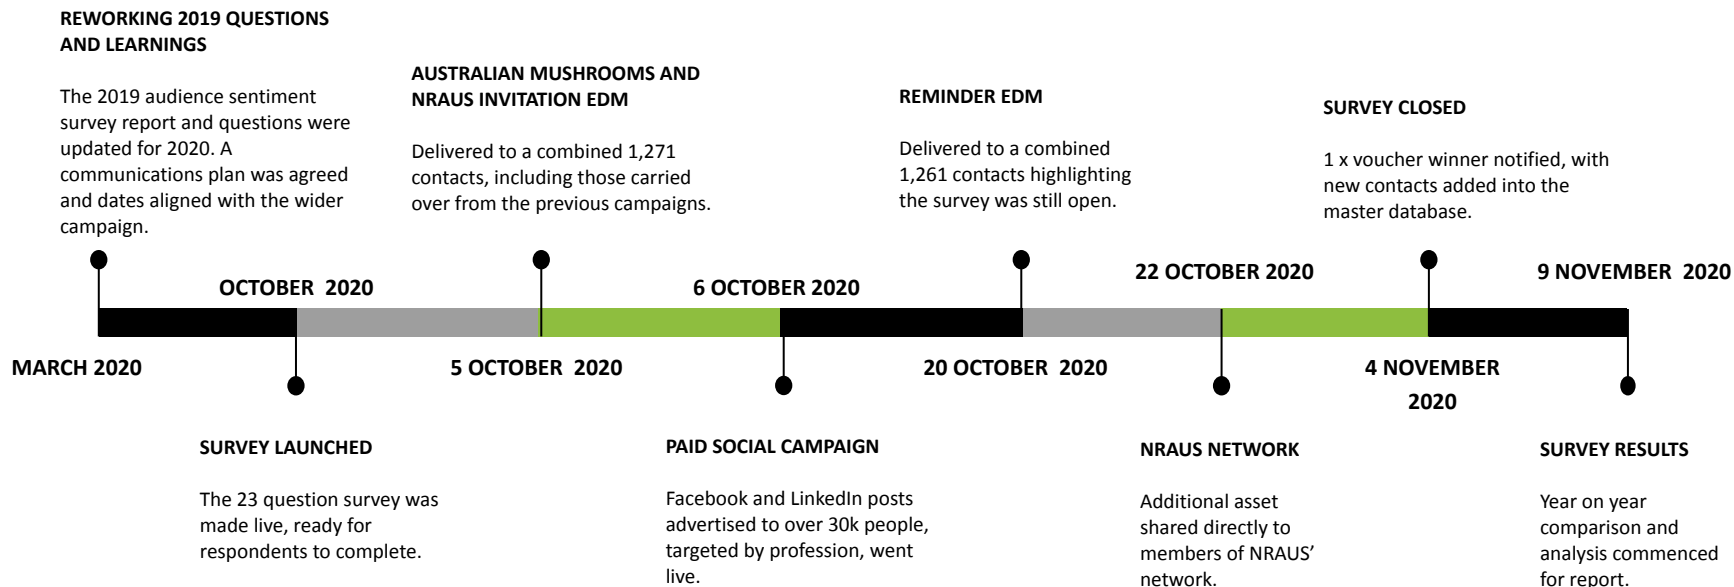 REWORKING 2019 QUESTIONS
AND LEARNINGS
The 2019 audience sentiment
survey report and questions were
updated for 2020. A
communications plan was agreed
and dates aligned with the wider
campaign.
AUSTRALIAN MUSHROOMS AND
NRAUS INVITATION EDM
Delivered to a combined 1,271
contacts, including those carried
over from the previous campaigns.
REMINDER EDM
Delivered to a combined
1,261 contacts highlighting
the survey was still open.
SURVEY CLOSED
1 x voucher winner notified, with
new contacts added into the
master database.
OCTOBER 2020
6 OCTOBER 2020
22 OCTOBER 2020
9 NOVEMBER 2020
MARCH 2020
5 OCTOBER 2020
20 OCTOBER 2020
4 NOVEMBER
2020
SURVEY LAUNCHED
The 23 question survey was
made live, ready for
respondents to complete.
PAID SOCIAL CAMPAIGN
Facebook and LinkedIn posts
advertised to over 30k people,
targeted by profession, went
live.
NRAUS NETWORK
Additional asset
shared directly to
members of NRAUS'
network.
SURVEY RESULTS
Year on year
comparison and
analysis commenced
for report.